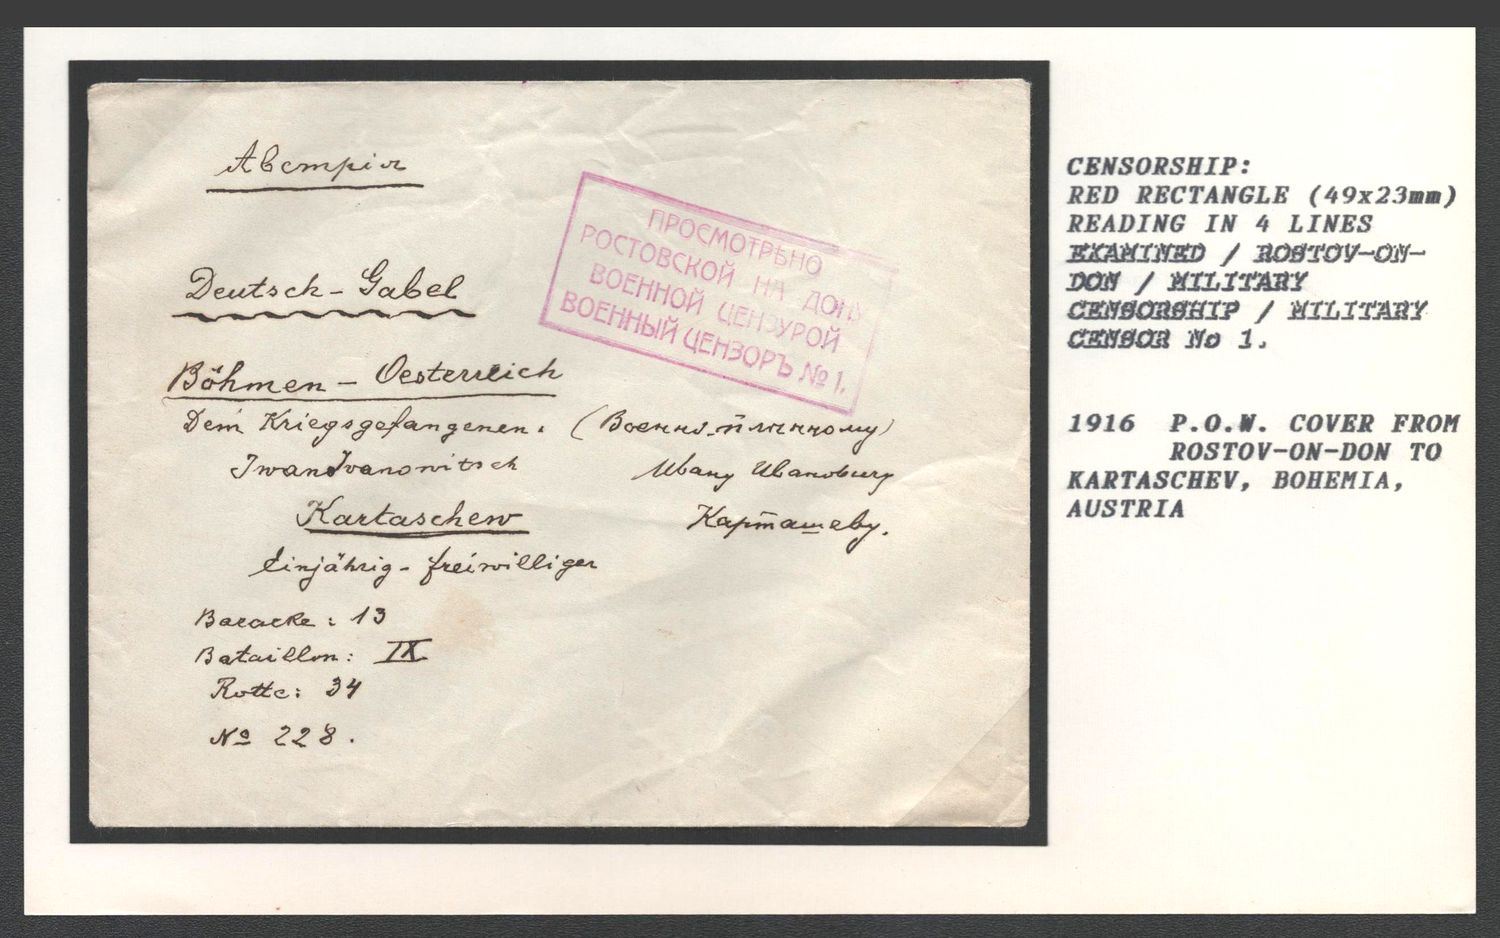 Австрія
Deutsch-Gabel
Böhmen - Oesterreich
Dem Kriegsgefangenen. (Военно-плѣнному)
Iwan Ivanowitsch Ивану Ивановичу
Kartaschew Карташеву.
Einjährig-freiwilliger
Baracke: 13
Bataillon: IX
Rotte: 34
№ 228.
ПРОСМОТРѢНО
РОСТОВСКОЙ НА ДОНУ
ВОЕННОЙ ЦЕНЗУРОЙ
ВОЕННЫЙ ЦЕНЗОРЪ № 1.
CENSORSHIP:
RED RECTANGLE (49x23mm)
READING IN 4 LINES
EXAMINED / ROSTOV-ON-
DON / MILITARY
CENSORSHIP / MILITARY
CENSOR No 1.
1916 P.O.W. COVER FROM
ROSTOV-ON-DON TO
KARTASCHEV, BOHEMIA,
AUSTRIA